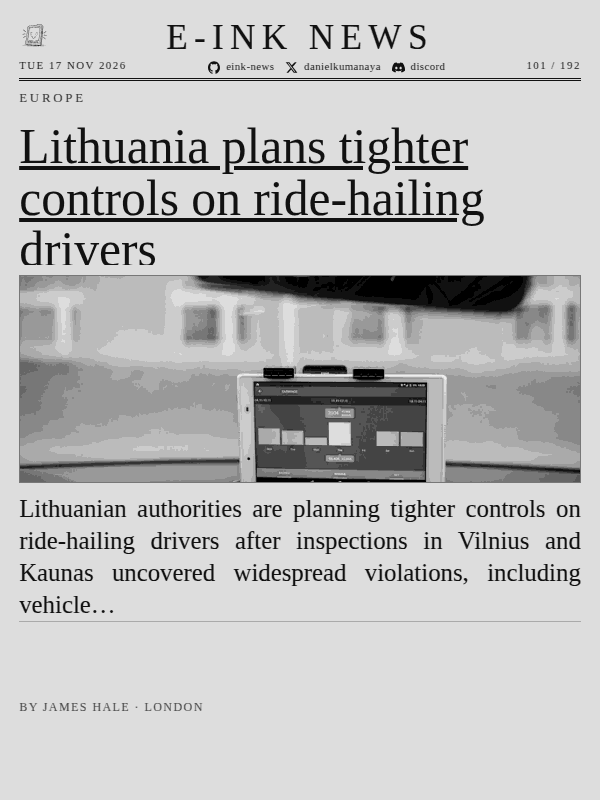 E-INK NEWS
TUE 17 NOV 2026
eink-news danielkumanaya discord
101 / 192
EUROPE
Lithuania plans tighter
controls on ride-hailing
drivers
Lithuanian authorities are planning tighter controls on
ride-hailing drivers after inspections in Vilnius and
Kaunas uncovered widespread violations, including
vehicle…
BY JAMES HALE · LONDON